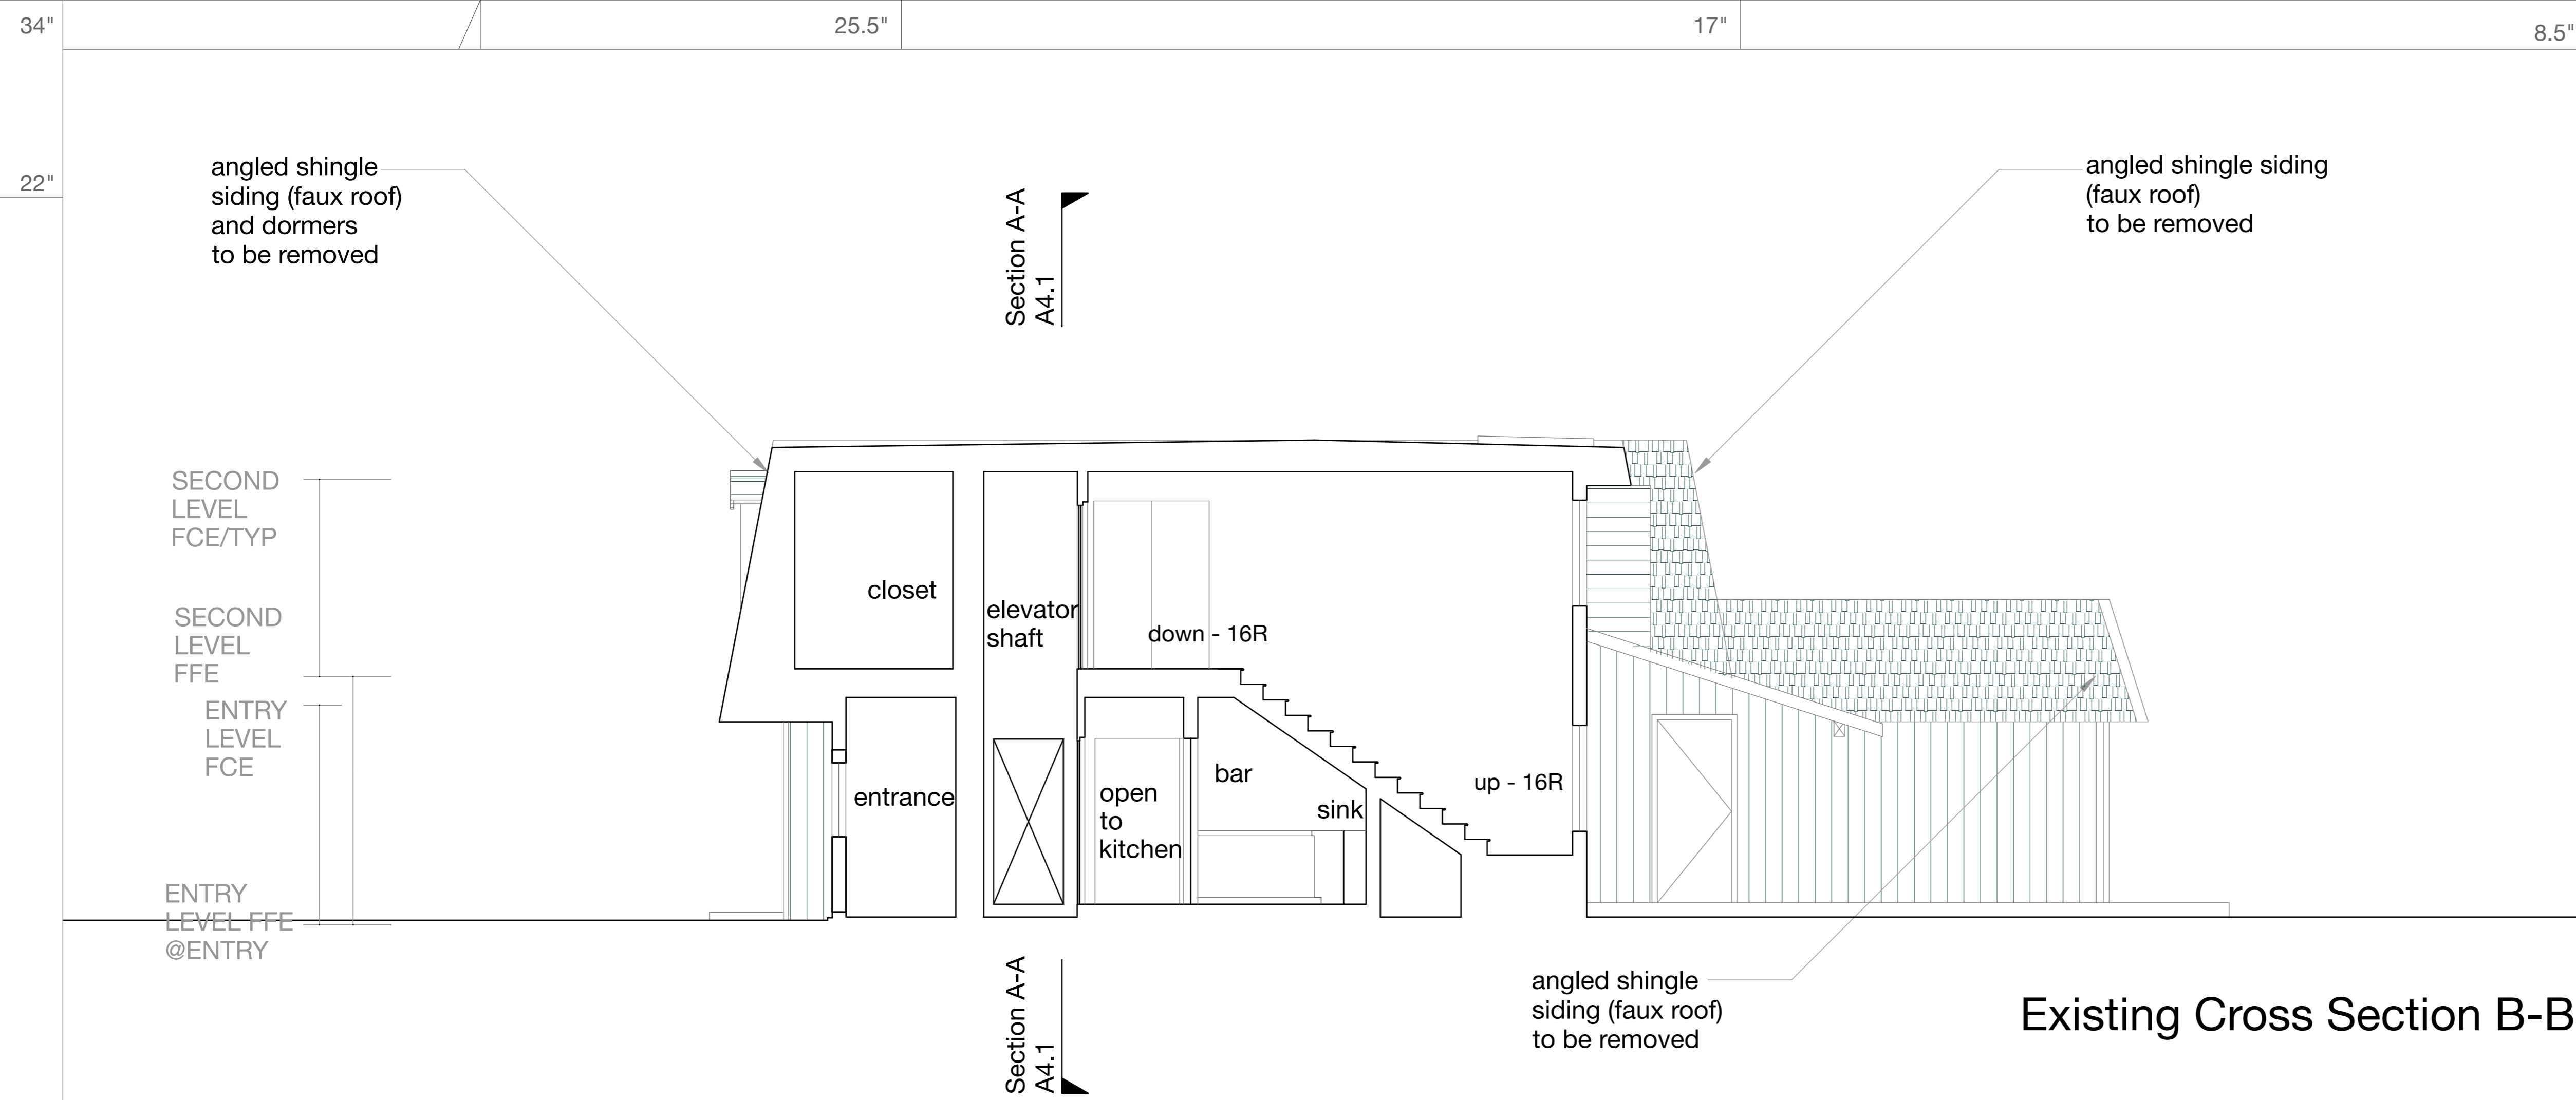 34"
25.5"
17"
8.5"
22"
angled shingle
siding (faux roof)
and dormers
to be removed
Section A-A
A4.1
angled shingle siding
(faux roof)
to be removed
SECOND
LEVEL
FCE/TYP
SECOND
LEVEL
FFE
ENTRY
LEVEL
FCE
ENTRY
LEVEL FFE
@ENTRY
closet
elevator
shaft
down - 16R
entrance
open
to
kitchen
bar
sink
up - 16R
Section A-A
A4.1
angled shingle
siding (faux roof)
to be removed
Existing Cross Section B-B